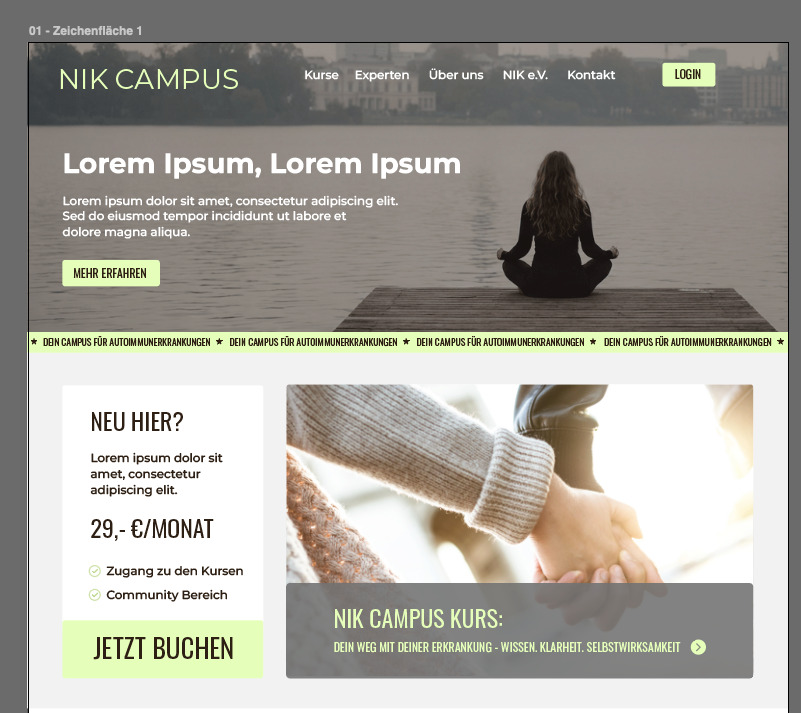 01 - Zeichenfläche 1
NIK CAMPUS
Kurse Experten Über uns NIK e.V. Kontakt
LOGIN
Lorem Ipsum, Lorem Ipsum
Lorem ipsum dolor sit amet, consectetur adipiscing elit.
Sed do eiusmod tempor incididunt ut labore et
dolore magna aliqua.
MEHR ERFAHREN
★ DEIN CAMPUS FÜR AUTOIMMUNERKRANKUNGEN ★ DEIN CAMPUS FÜR AUTOIMMUNERKRANKUNGEN ★ DEIN CAMPUS FÜR AUTOIMMUNERKRANKUNGEN ★ DEIN CAMPUS FÜR AUTOIMMUNERKRANKUNGEN ★
NEU HIER?
Lorem ipsum dolor sit
amet, consectetur
adipiscing elit.
29,- €/MONAT
Zugang zu den Kursen
Community Bereich
JETZT BUCHEN
NIK CAMPUS KURS:
DEIN WEG MIT DEINER ERKRANKUNG - WISSEN. KLARHEIT. SELBSTWIRKSAMKEIT